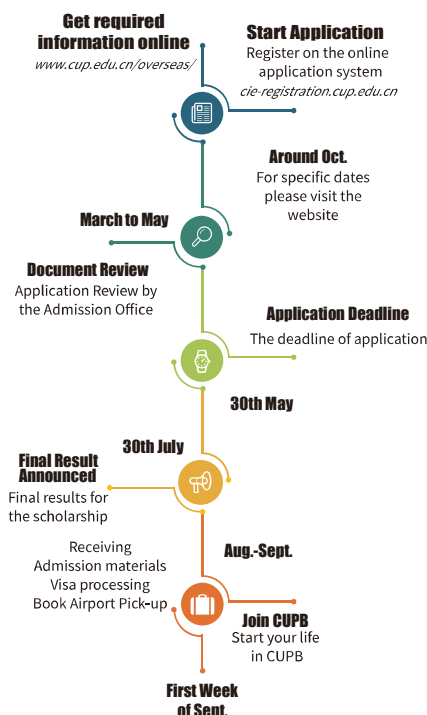 Get required
information online
www.cup.edu.cn/overseas/
Start Application
Register on the online
application system
cie-registration.cup.edu.cn
Around Oct.
For specific dates
please visit the
website
March to May
Document Review
Application Review by
the Admission Office
Application Deadline
The deadline of application
30th May
30th July
Final Result
Announced
Final results for
the scholarship
Aug.-Sept.
Receiving
Admission materials
Visa processing
Book Airport Pick-up
Join CUPB
Start your life
in CUPB
First Week
of Sept.